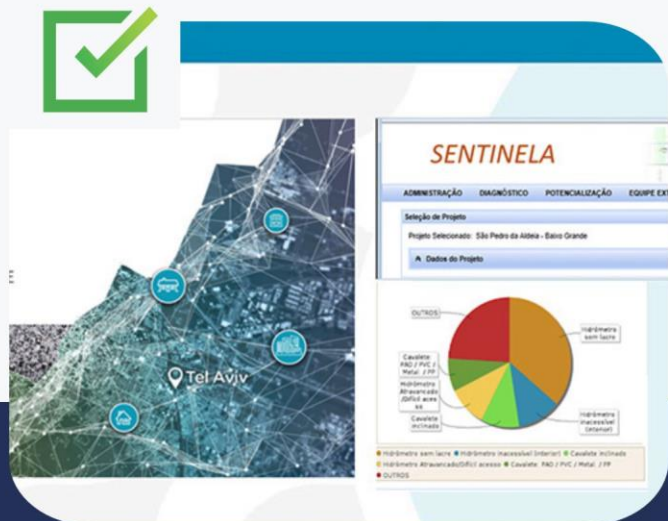 SENTINELA
ADMINISTRAÇÃO DIAGNÓSTICO POTENCIALIZAÇÃO EQUIPE EXT
Seleção de Projeto
Projeto Selecionado: São Pedro da Aldeia - Baixo Grande
Dados do Projeto
E
Tel Aviv
OUTROS
Hidrômetro
sem lacre
Cavalete
PAD / PVC /
Metal / PP
Hidrômetro
Atravancado
/Difícil aces
so
Cavalete
inclinado
Hidrômetro
inacessível
(interior)
Hidrômetro sem lacre Hidrômetro inacessível (interior) Cavalete inclinado
Hidrômetro Atravancado/Difícil acesso Cavalete PAD / PVC / Metal / PP
OUTROS